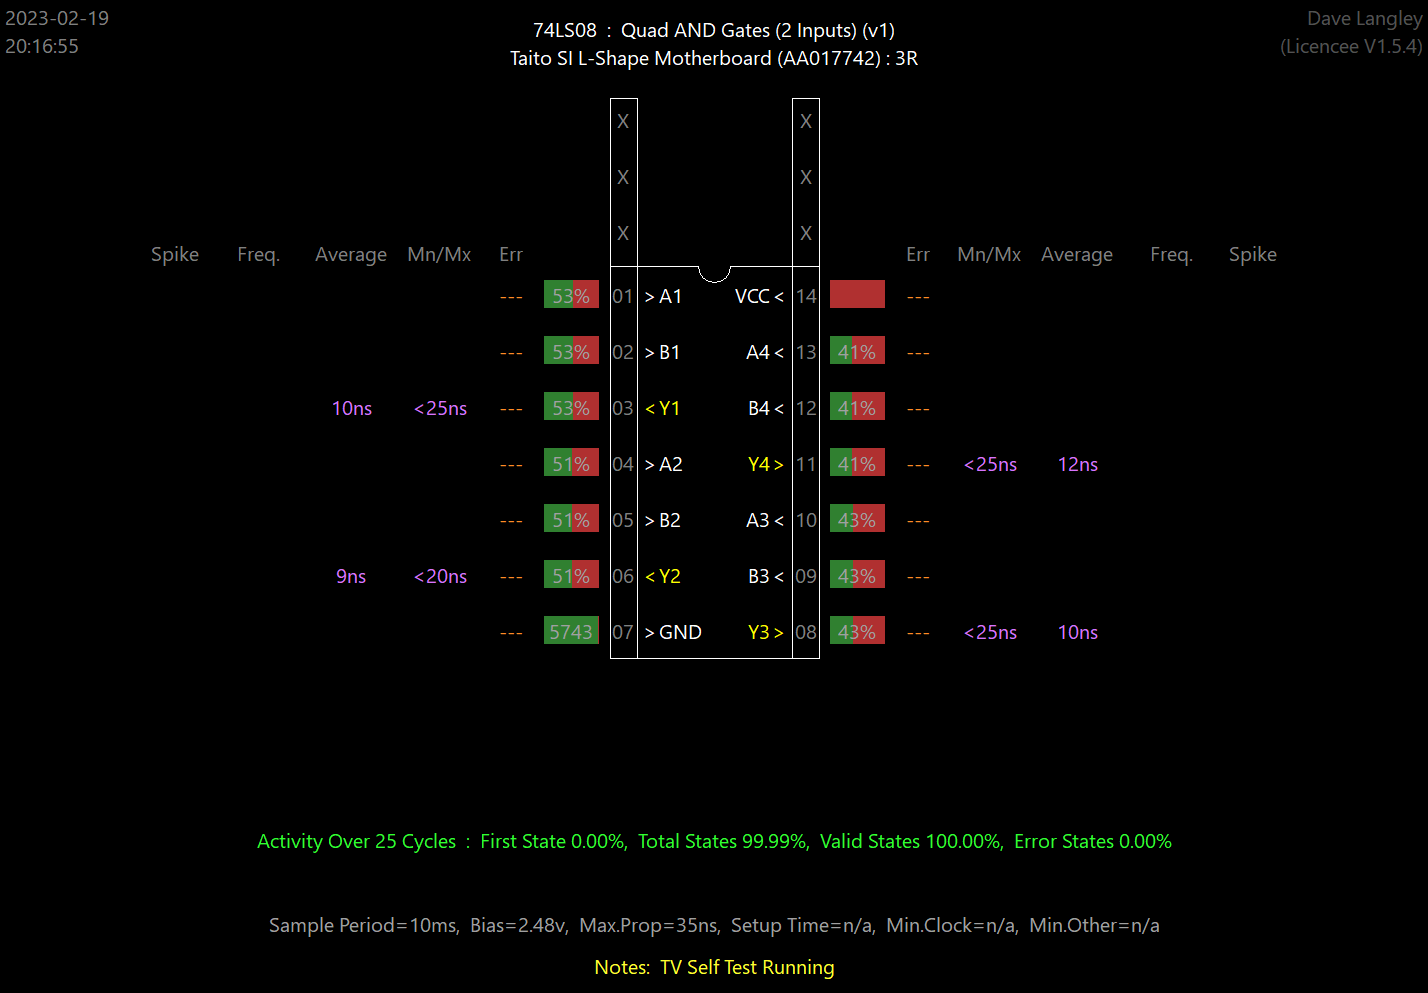 2023-02-19
20:16:55
74LS08 : Quad AND Gates (2 Inputs) (v1)
Taito SI L-Shape Motherboard (AA017742) : 3R
Dave Langley
(Licencee V1.5.4)
X X
X X
X X
Spike Freq. Average Mn/Mx Err Err Mn/Mx Average Freq. Spike
--- 53% 01 >A1 VCC< 14 ---
--- 53% 02 >B1 A4< 13 41% ---
10ns <25ns --- 53% 03 <Y1 B4< 12 41% ---
--- 51% 04 >A2 Y4> 11 41% --- <25ns 12ns
--- 51% 05 >B2 A3< 10 43% ---
9ns <20ns --- 51% 06 <Y2 B3< 09 43% ---
--- 5743 07 >GND Y3> 08 43% --- <25ns 10ns
Activity Over 25 Cycles : First State 0.00%, Total States 99.99%, Valid States 100.00%, Error States 0.00%
Sample Period=10ms, Bias=2.48v, Max.Prop=35ns, Setup Time=n/a, Min.Clock=n/a, Min.Other=n/a
Notes: TV Self Test Running